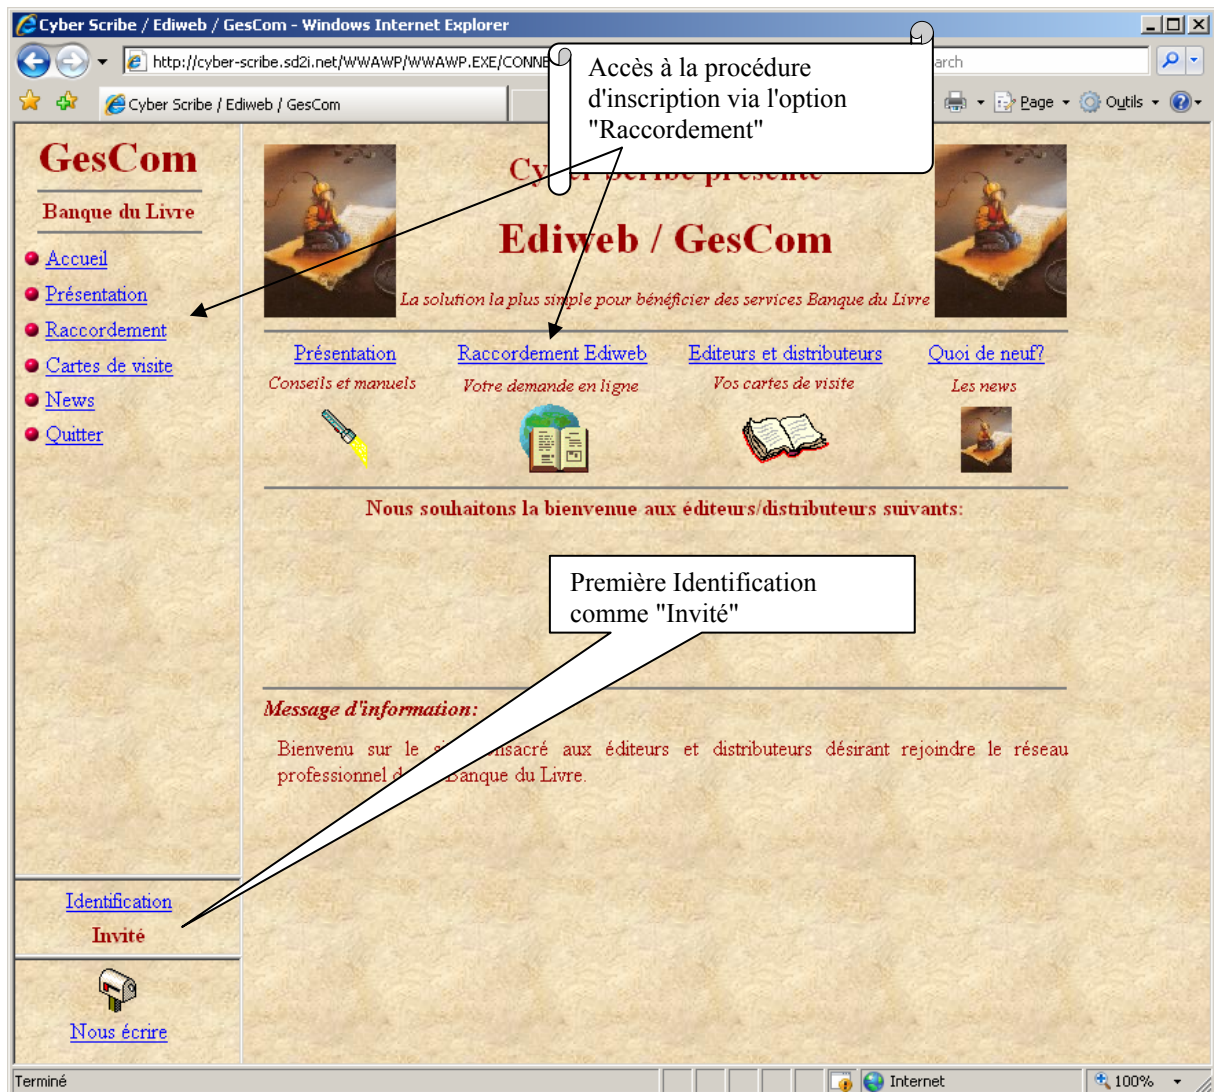 Cyber Scribe / Ediweb / GesCom - Windows Internet Explorer
http://cyber-scribe.sd2i.net/WWAWP/WWAWP.EXE/CONNE
arch
Cyber Scribe / Ediweb / GesCom
Page
Outils
Accès à la procédure
d'inscription via l'option
"Raccordement"
GesCom
Banque du Livre
Accueil
Présentation
Raccordement
Cartes de visite
News
Quitter
Cyber Scribe présente
Ediweb / GesCom
La solution la plus simple pour bénéficier des services Banque du Livre
Présentation
Conseils et manuels
Raccordement Ediweb
Votre demande en ligne
Editeurs et distributeurs
Vos cartes de visite
Quoi de neuf?
Les news
Nous souhaitons la bienvenue aux éditeurs/distributeurs suivants:
Première Identification
comme "Invité"
Message d'information:
Bienvenu sur le s onsacré aux éditeurs et distributeurs désirant rejoindre le réseau
professionnel d Banque du Livre.
Identification
Invité
Nous écrire
Terminé
Internet
100%